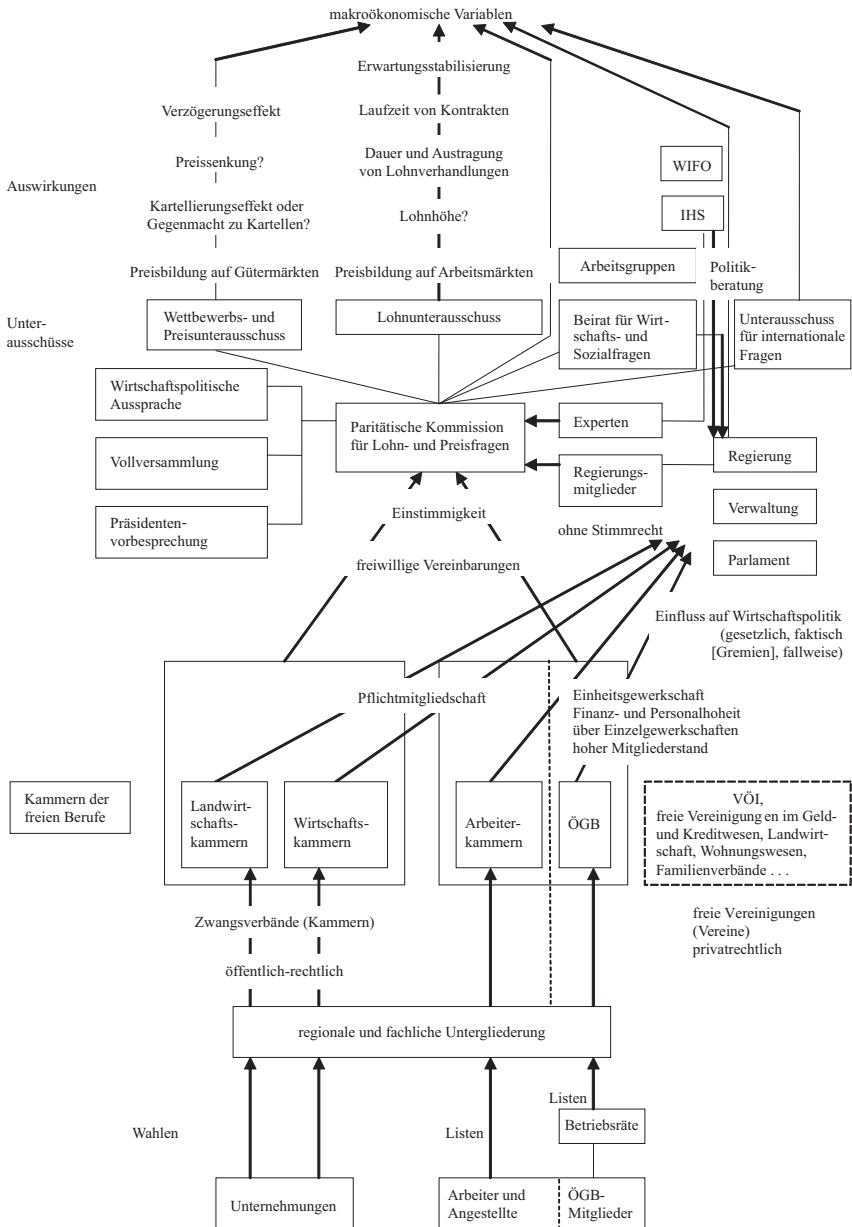 makroökonomische Variablen
Erwartungsstabilisierung
Verzögerungseffekt
Laufzeit von Kontrakten
Preissenkung?
Dauer und Austragung
von Lohnverhandlungen
WIFO
Auswirkungen
Kartellierungseffekt oder
Gegenmacht zu Kartellen?
Lohnhöhe?
IHS
Preisbildung auf Gütermärkten
Preisbildung auf Arbeitsmärkten
Arbeitsgruppen
Politik-
beratung
Unter-
ausschüsse
Wettbewerbs- und
Preisunterausschuss
Lohnunterausschuss
Beirat für Wirt-
schafts- und
Sozialfragen
Unterausschuss
für internationale
Fragen
Wirtschaftspolitische
Aussprache
Paritätische Kommission
für Lohn- und Preisfragen
Experten
Vollversammlung
Regierungs-
mitglieder
Regierung
Präsidenten-
vorbesprechung
Einstimmigkeit
ohne Stimmrecht
Verwaltung
freiwillige Vereinbarungen
Parlament
Einfluss auf Wirtschaftspolitik
(gesetzlich, faktisch
[Gremien], fallweise)
Pflichtmitgliedschaft
Einheitsgewerkschaft
Finanz- und Personalhoheit
über Einzelgewerkschaften
hoher Mitgliederstand
Kammern der
freien Berufe
Landwirt-
schafts-
kammern
Wirtschafts-
kammern
Arbeiter-
kammern
ÖGB
VÖI,
freie Vereinigung en im Geld-
und Kreditwesen, Landwirt-
schaft, Wohnungswesen,
Familienverbände . . .
Zwangsverbände (Kammern)
öffentlich-rechtlich
freie Vereinigungen
(Vereine)
privatrechtlich
regionale und fachliche Untergliederung
Wahlen
Listen
Listen
Betriebsräte
Unternehmungen
Arbeiter und
Angestellte
ÖGB-
Mitglieder